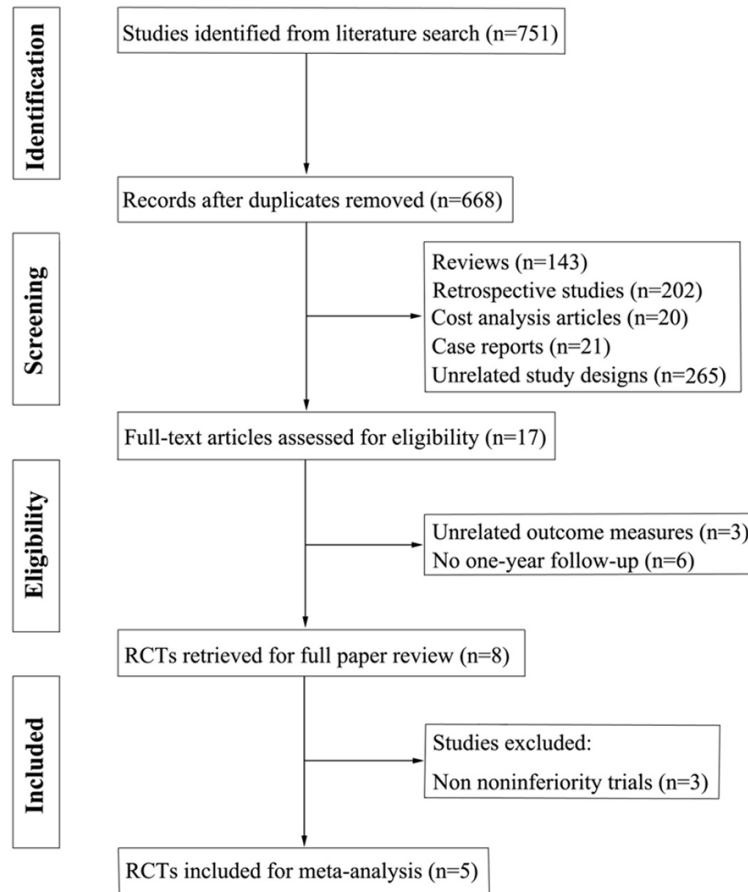 Identification
Studies identified from literature search (n=751)
Records after duplicates removed (n=668)
Screening
Reviews (n=143)
Retrospective studies (n=202)
Cost analysis articles (n=20)
Case reports (n=21)
Unrelated study designs (n=265)
Full-text articles assessed for eligibility (n=17)
Eligibility
Unrelated outcome measures (n=3)
No one-year follow-up (n=6)
RCTs retrieved for full paper review (n=8)
Included
Studies excluded:
Non noninferiority trials (n=3)
RCTs included for meta-analysis (n=5)